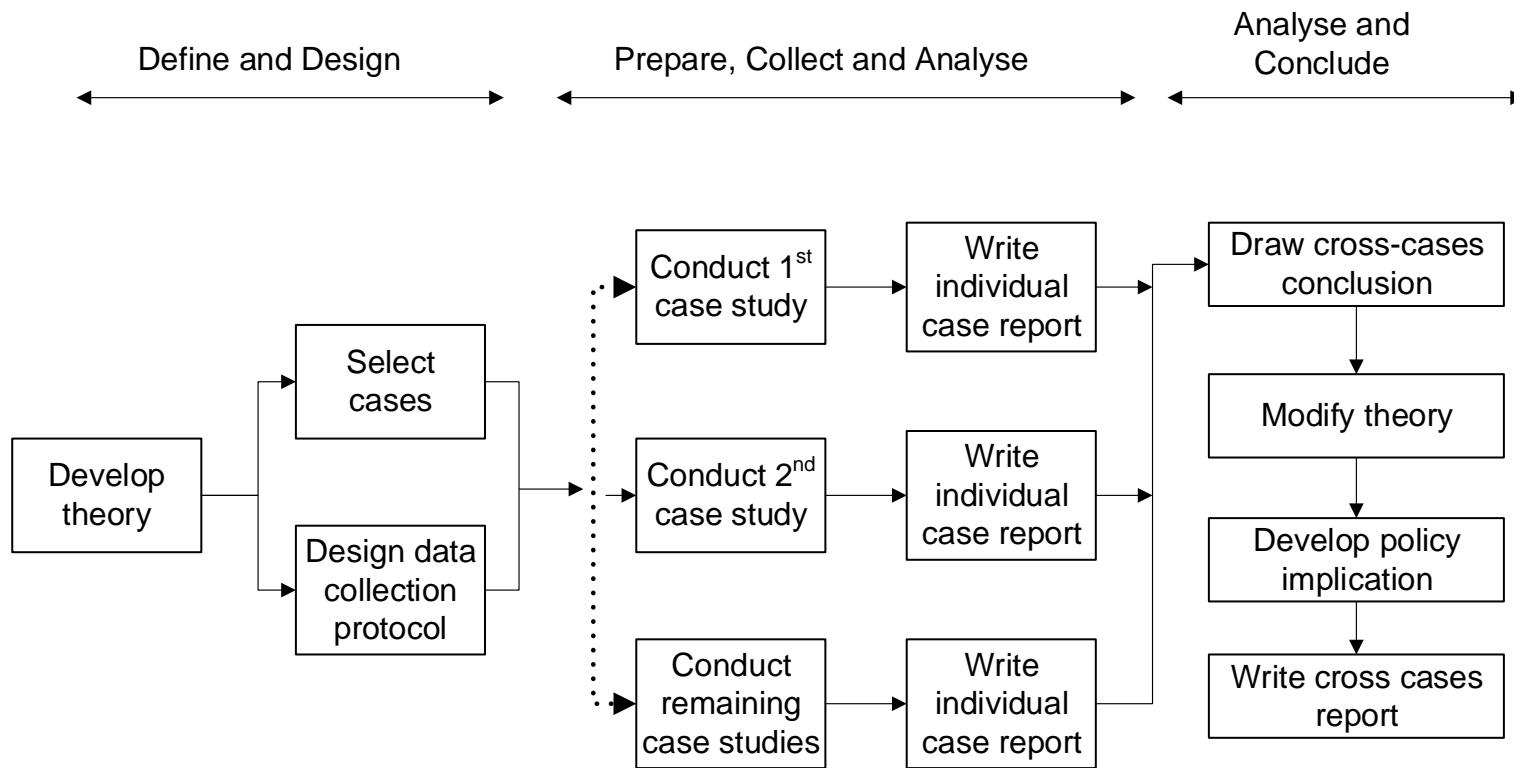 Define and Design
Prepare, Collect and Analyse
Analyse and
Conclude
Develop
theory
Select
cases
Design data
collection
protocol
Conduct 1st
case study
Write
individual
case report
Conduct 2nd
case study
Write
individual
case report
Conduct
remaining
case studies
Write
individual
case report
Draw cross-cases
conclusion
Modify theory
Develop policy
implication
Write cross cases
report